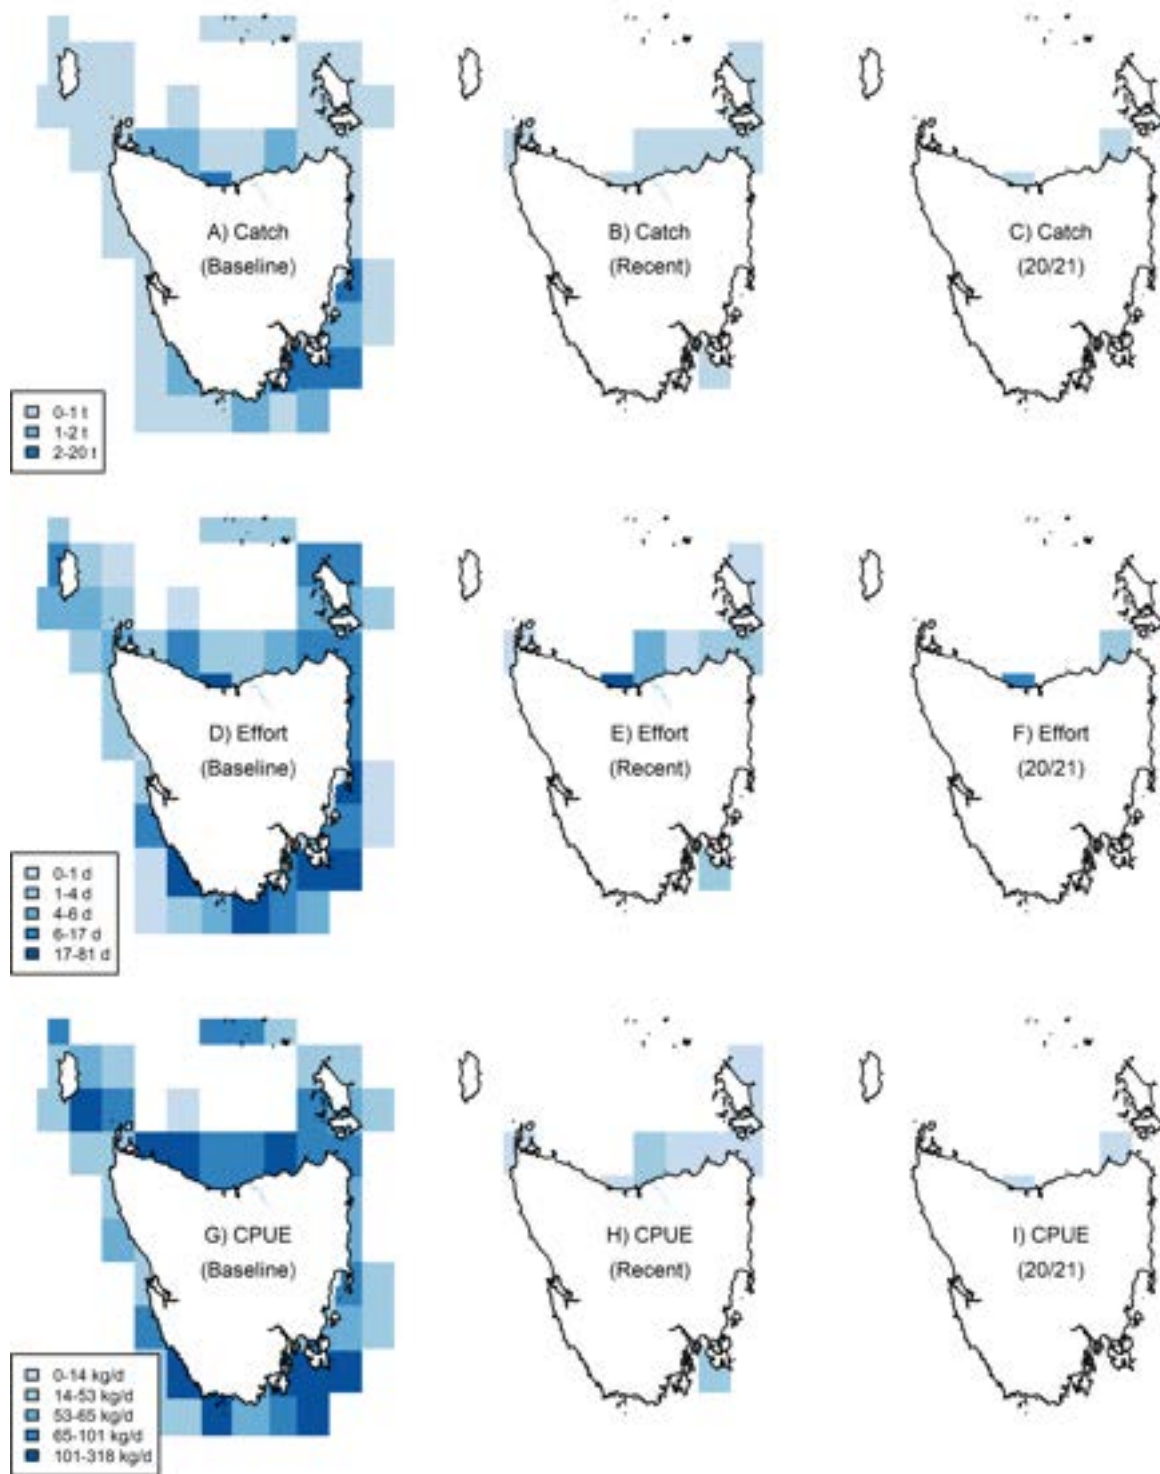 A) Catch
(Baseline)
B) Catch
(Recent)
C) Catch
(20/21)
0-1 t
1-2 t
2-20 t
D) Effort
(Baseline)
E) Effort
(Recent)
F) Effort
(20/21)
0-1 d
1-4 d
4-6 d
6-17 d
17-81 d
G) CPUE
(Baseline)
H) CPUE
(Recent)
I) CPUE
(20/21)
0-14 kg/d
14-53 kg/d
53-65 kg/d
65-101 kg/d
101-318 kg/d